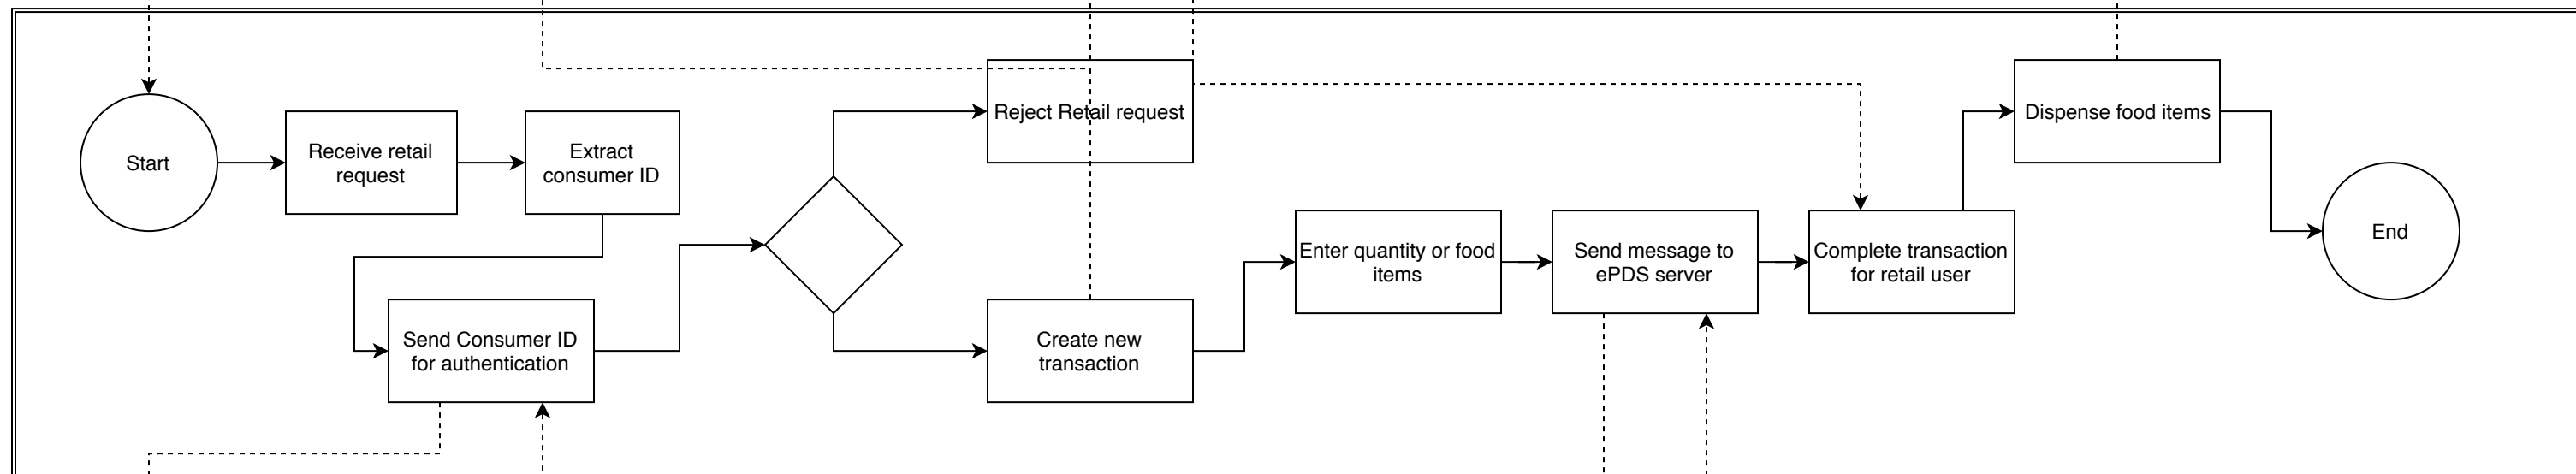 Start
Receive retail
request
Extract
consumer ID
Send Consumer ID
for authentication
Reject Retail request
Create new
transaction
Enter quantity or food
items
Send message to
ePDS server
Complete transaction
for retail user
Dispense food items
End